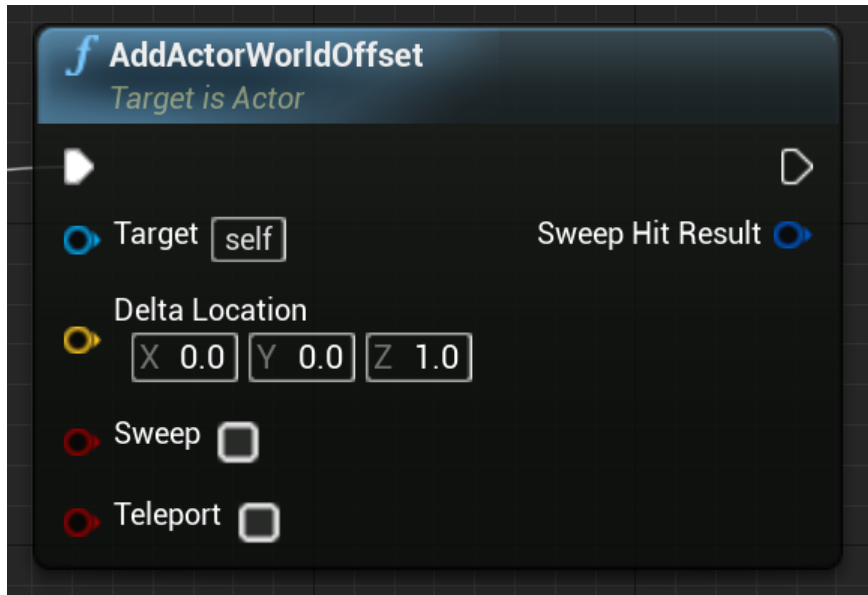 f AddActorWorldOffset
Target is Actor
Target self
Sweep Hit Result
Delta Location
X 0.0 Y 0.0 Z 1.0
Sweep
Teleport